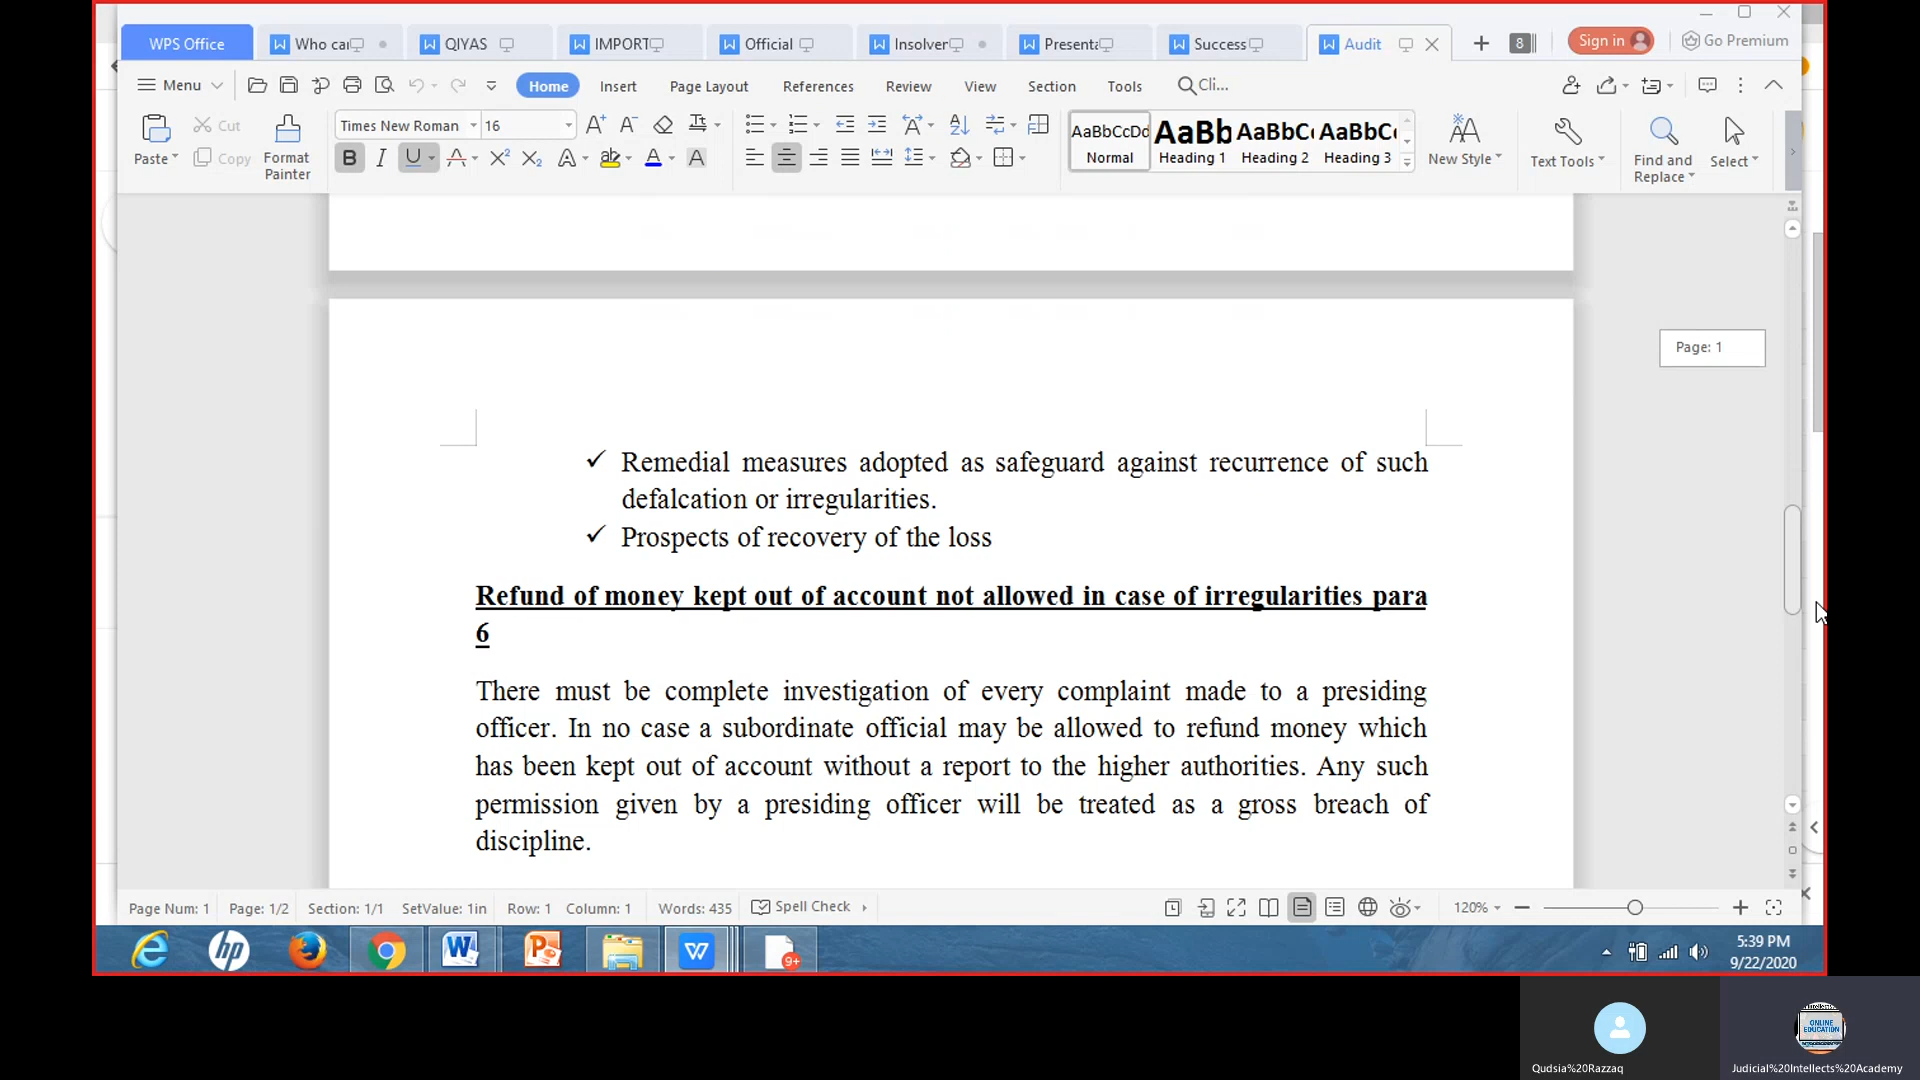 WPS Office
Who cai
QIYAS
IMPORT
Official
Insolver
Presenta
Success
Audit
8
Sign in
Go Premium
Menu
Home
Insert
Page Layout
References
Review
View
Section
Tools
Cli...
Paste
Cut
Copy
Format
Painter
Times New Roman
16
AaBbCcDd
Normal
AaBb
Heading 1
AaBbC
Heading 2
AaBbC
Heading 3
New Style
Text Tools
Find and
Replace
Select
Page: 1
✓ Remedial measures adopted as safeguard against recurrence of such
defalcation or irregularities.
✓ Prospects of recovery of the loss
Refund of money kept out of account not allowed in case of irregularities para
6
There must be complete investigation of every complaint made to a presiding
officer. In no case a subordinate official may be allowed to refund money which
has been kept out of account without a report to the higher authorities. Any such
permission given by a presiding officer will be treated as a gross breach of
discipline.
Page Num: 1 Page: 1/2 Section: 1/1 SetValue: 1in Row: 1 Column: 1 Words: 435 Spell Check 120%
hp
9+
5:39 PM
9/22/2020
ONLINE
EDUCATION
Qudsia%20Razzaq
Judicial%20Intellects%20Academy